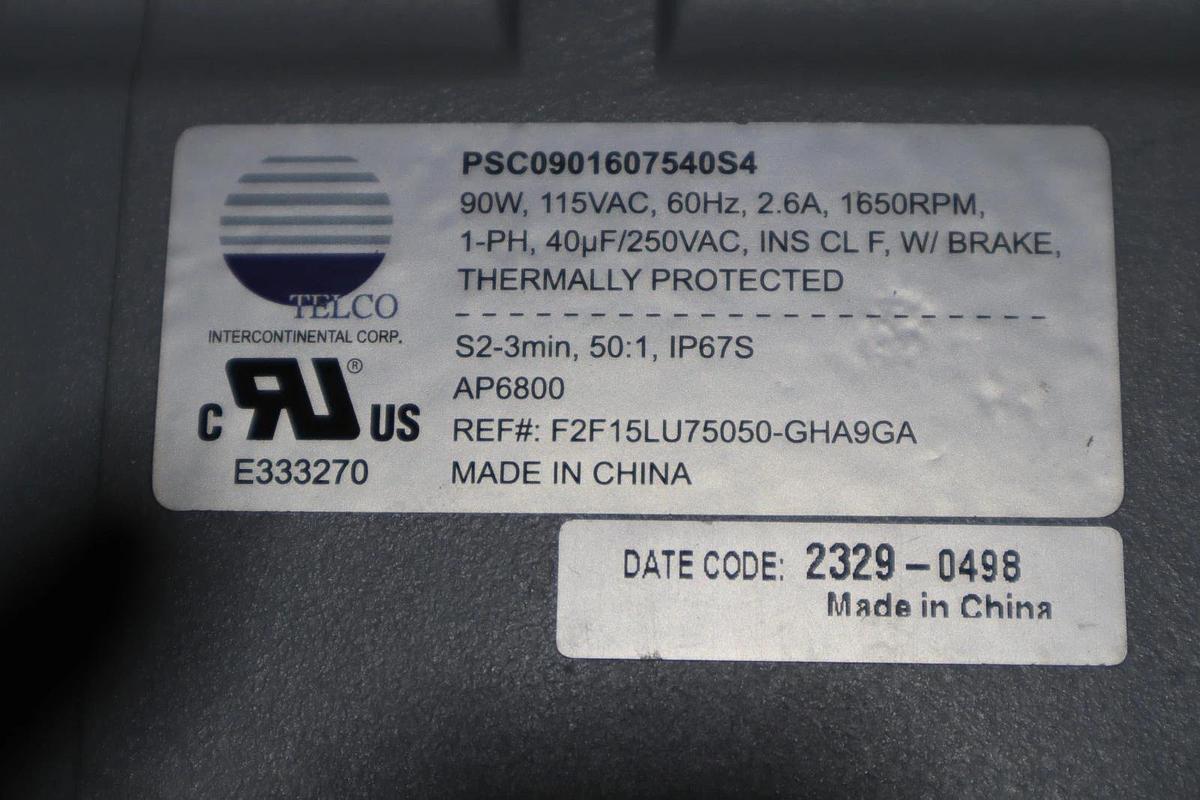 TELCO
INTERCONTINENTAL CORP.
C RU® US
E333270
PSC0901607540S4
90W, 115VAC, 60Hz, 2.6A, 1650RPM,
1-PH, 40µF/250VAC, INS CL F, W/ BRAKE,
THERMALLY PROTECTED
S2-3min, 50:1, IP67S
AP6800
REF#: F2F15LU75050-GHA9GA
MADE IN CHINA
DATE CODE: 2329-0498
Made in China